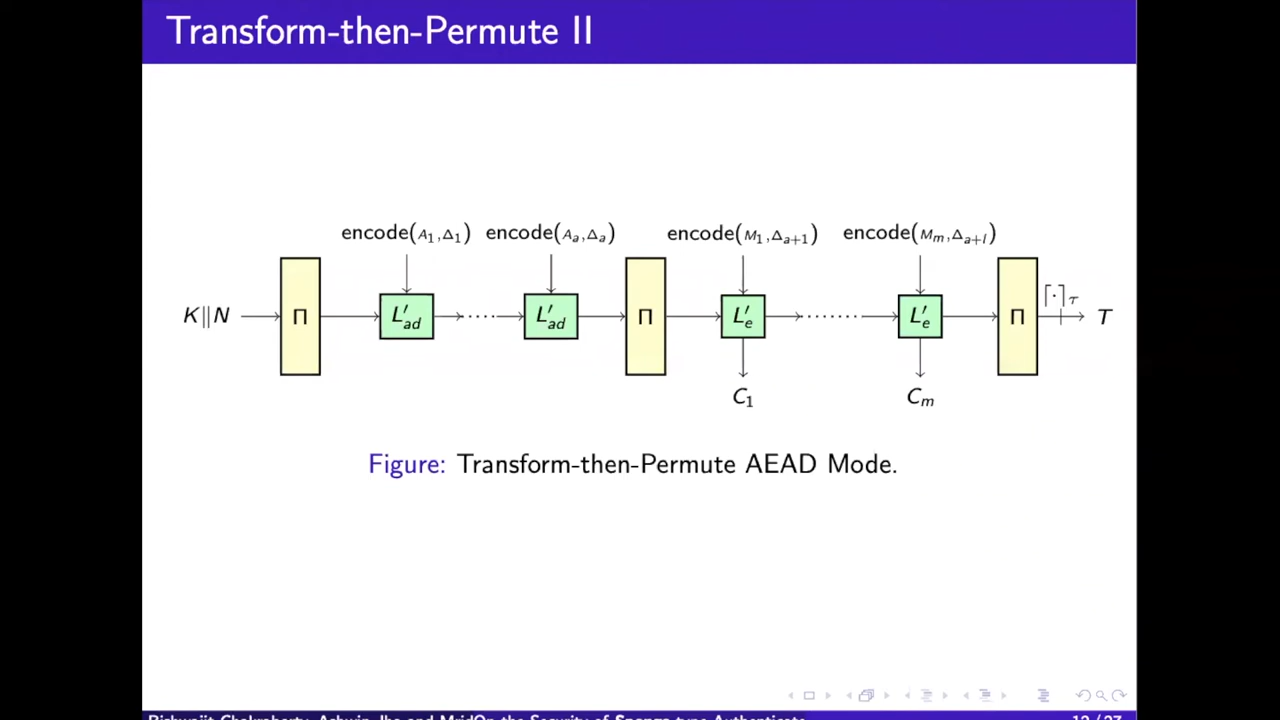 Transform-then-Permute II
encode(A₁,Δ₁) encode(Aₐ,Δₐ) encode(M₁,Δₐ₊₁) encode(Mₘ,Δₐ₊ₗ)
K∥N Π L′ad ····· L′ad Π L′e ······· L′e Π ⌈·⌉τ T
C₁ Cₘ
Figure: Transform-then-Permute AEAD Mode.